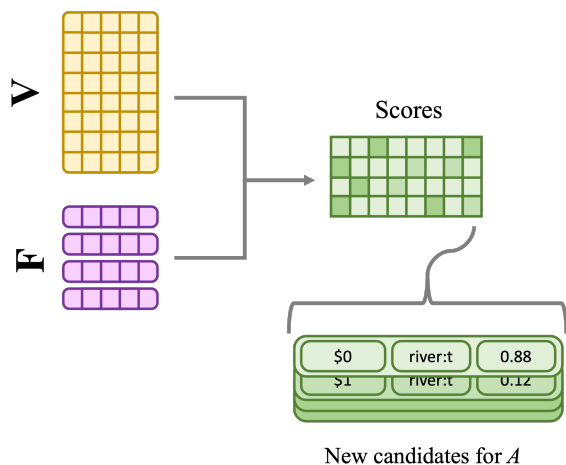 V
F
Scores
$0 river:t 0.88
$1 river:t 0.12
New candidates for A